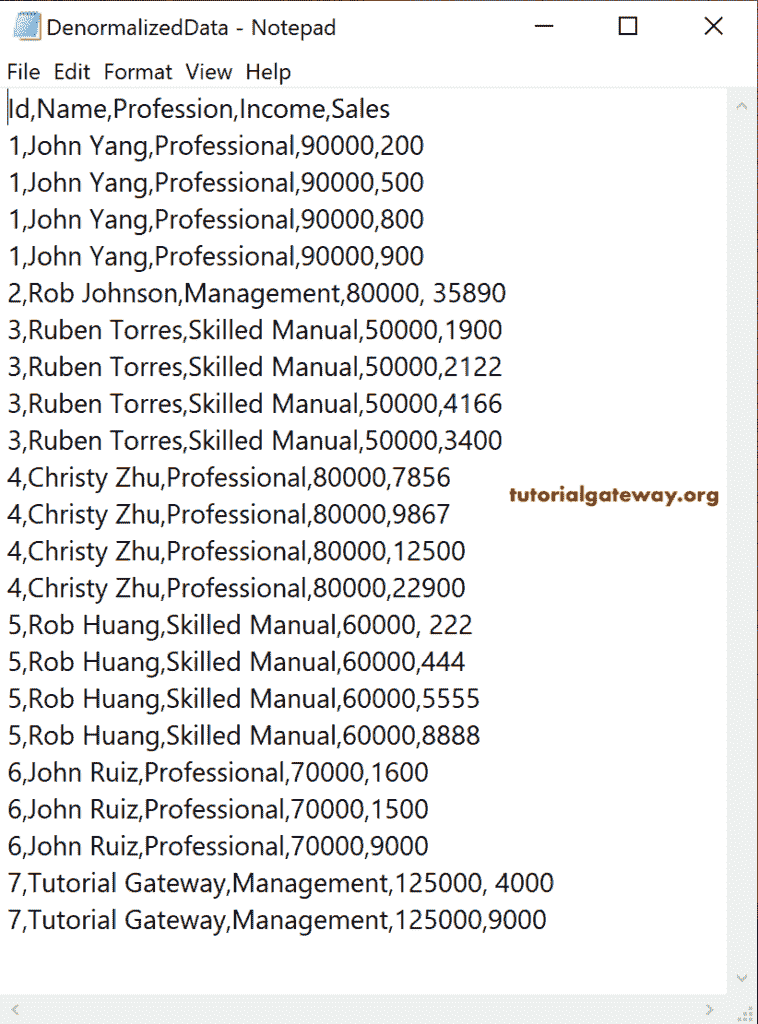 DenormalizedData - Notepad
File Edit Format View Help
Id,Name,Profession,Income,Sales
1,John Yang,Professional,90000,200
1,John Yang,Professional,90000,500
1,John Yang,Professional,90000,800
1,John Yang,Professional,90000,900
2,Rob Johnson,Management,80000, 35890
3,Ruben Torres,Skilled Manual,50000,1900
3,Ruben Torres,Skilled Manual,50000,2122
3,Ruben Torres,Skilled Manual,50000,4166
3,Ruben Torres,Skilled Manual,50000,3400
4,Christy Zhu,Professional,80000,7856
tutorialgateway.org
4,Christy Zhu,Professional,80000,9867
4,Christy Zhu,Professional,80000,12500
4,Christy Zhu,Professional,80000,22900
5,Rob Huang,Skilled Manual,60000, 222
5,Rob Huang,Skilled Manual,60000,444
5,Rob Huang,Skilled Manual,60000,5555
5,Rob Huang,Skilled Manual,60000,8888
6,John Ruiz,Professional,70000,1600
6,John Ruiz,Professional,70000,1500
6,John Ruiz,Professional,70000,9000
7,Tutorial Gateway,Management,125000, 4000
7,Tutorial Gateway,Management,125000,9000